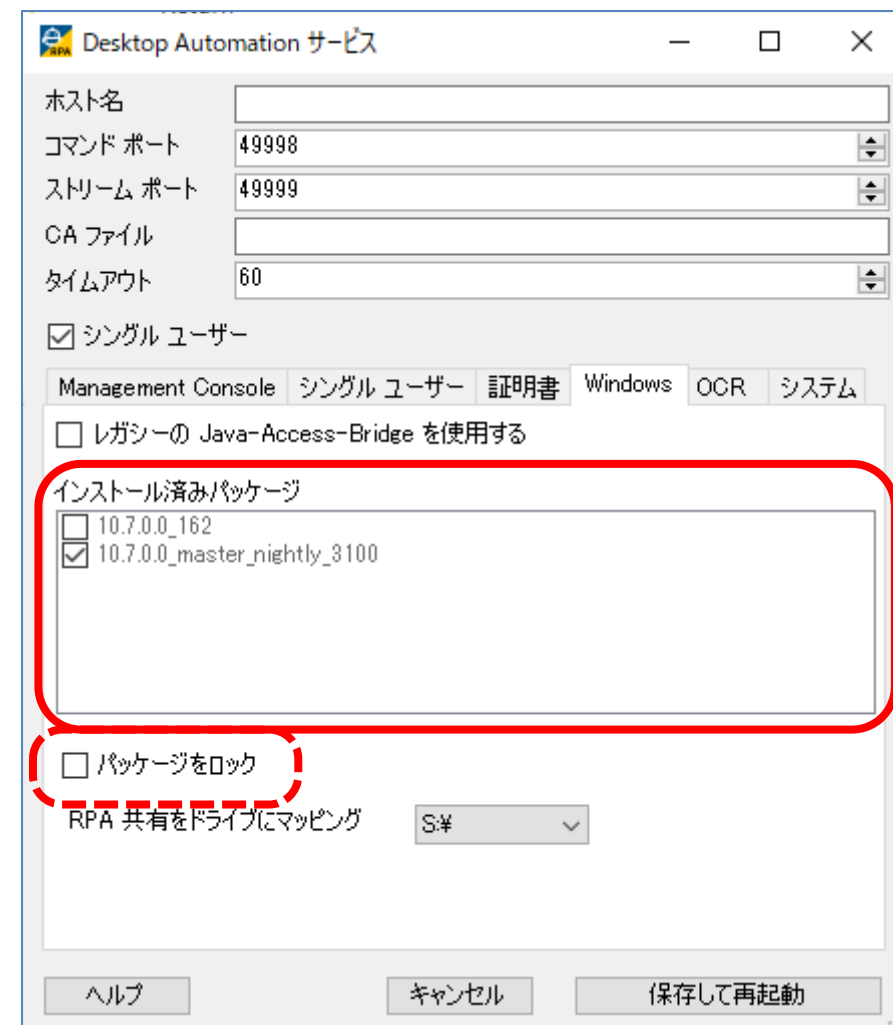 Desktop Automation サービス
ホスト名
コマンド ポート 49998
ストリーム ポート 49999
CA ファイル
タイムアウト 60
シングル ユーザー
Management Console シングル ユーザー 証明書 Windows OCR システム
レガシーの Java-Access-Bridge を使用する
インストール済みパッケージ
10.7.0.0_162
10.7.0.0_master_nightly_3100
パッケージをロック
RPA 共有をドライブにマッピング S:¥
ヘルプ キャンセル 保存して再起動